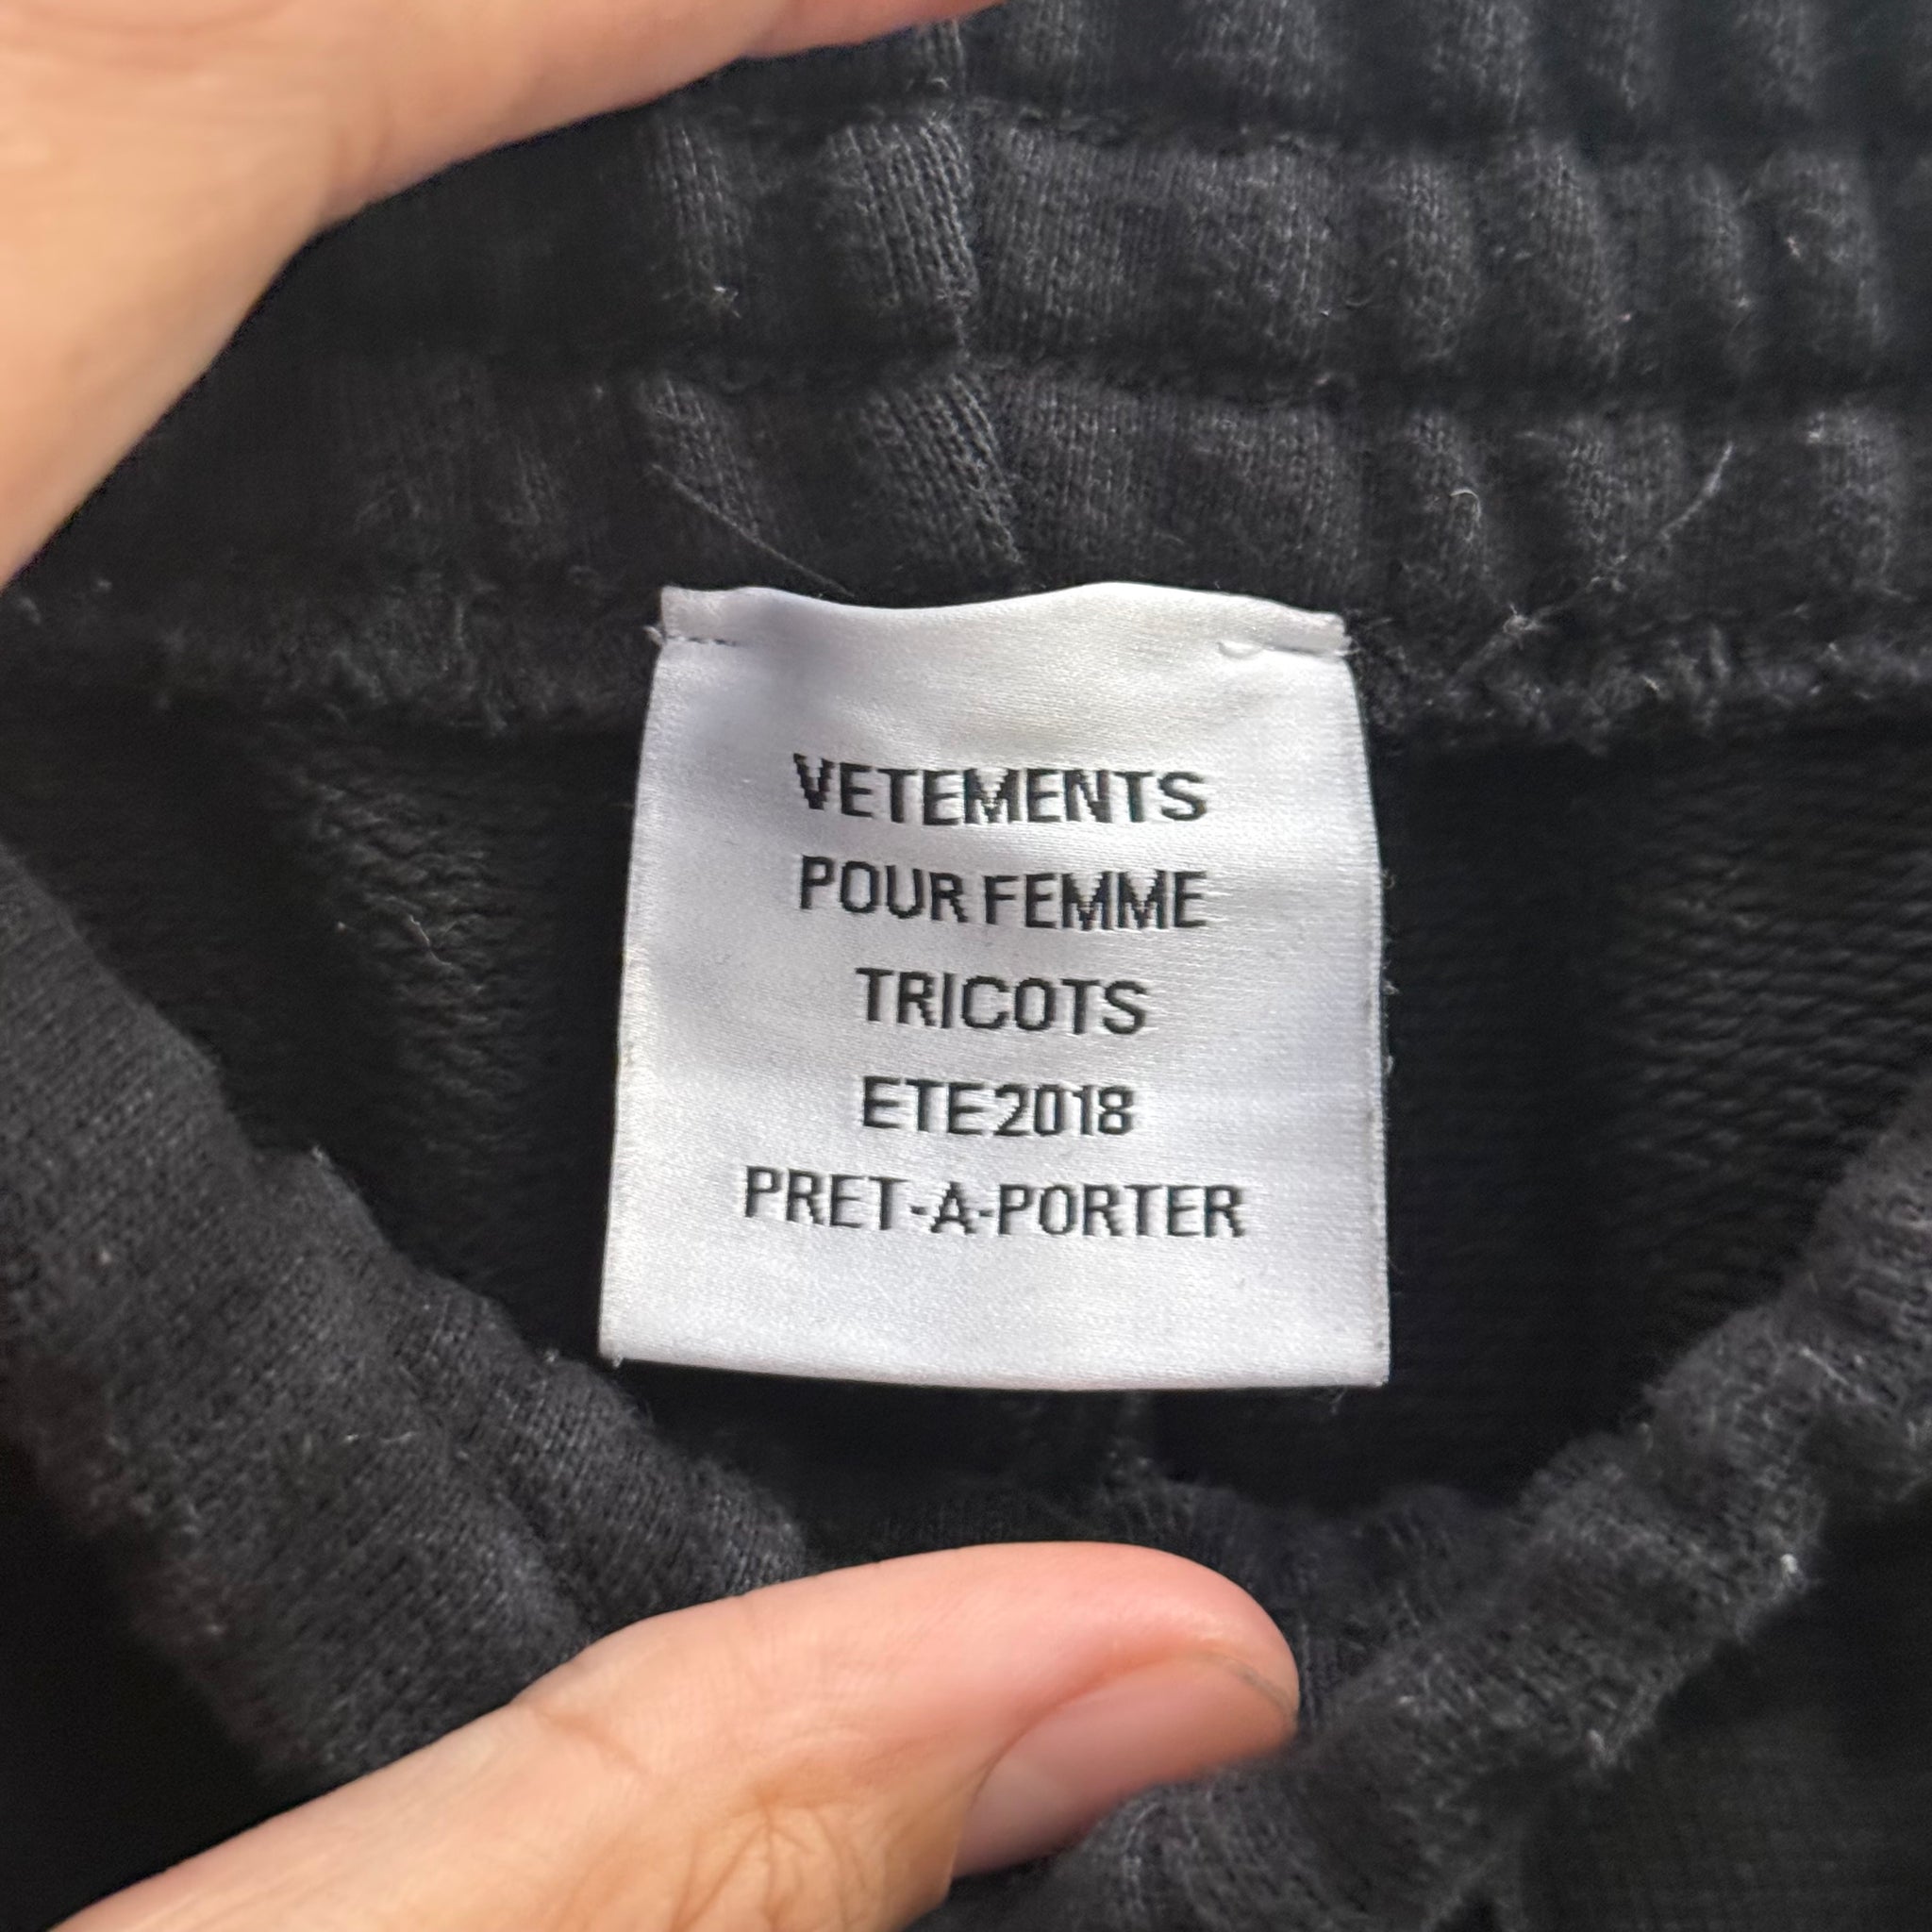 VETEMENTS
POUR FEMME
TRICOTS
ETE2018
PRET-A-PORTER